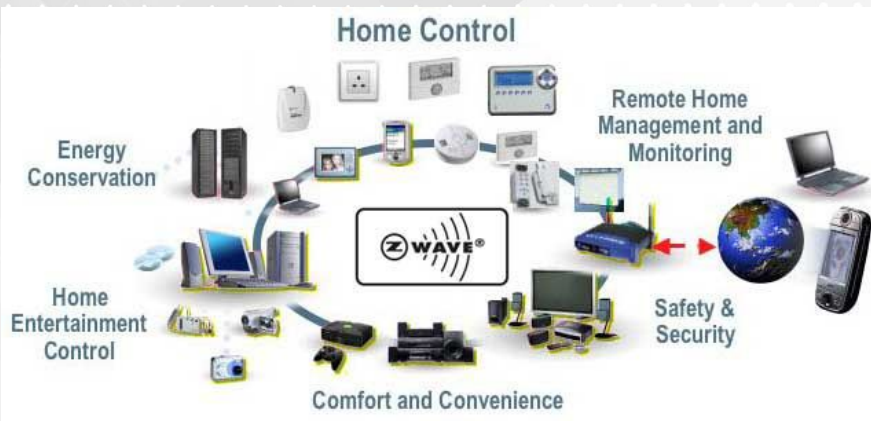 Home Control
Remote Home
Management and
Monitoring
Energy
Conservation
Z WAVE®
Home
Entertainment
Control
Safety &
Security
Comfort and Convenience